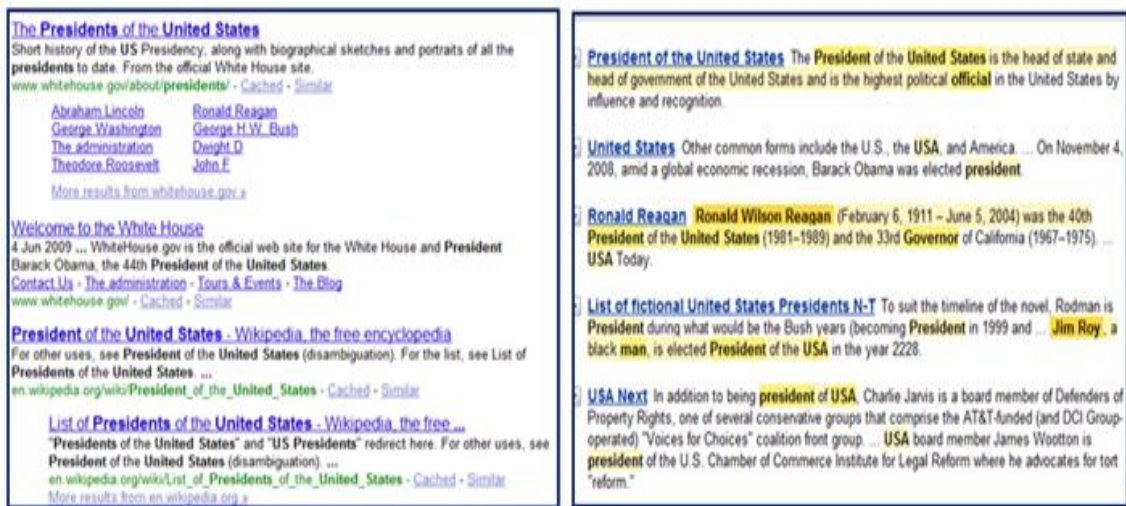 The Presidents of the United States
Short history of the US Presidency, along with biographical sketches and portraits of all the
presidents to date. From the official White House site.
www.whitehouse.gov/about/presidents/ - Cached - Similar
Abraham Lincoln Ronald Reagan
George Washington George H.W. Bush
The administration Dwight D
Theodore Roosevelt John F
More results from whitehouse.gov »
Welcome to the White House
4 Jun 2009 ... WhiteHouse.gov is the official web site for the White House and President
Barack Obama, the 44th President of the United States.
Contact Us - The administration - Tours & Events - The Blog
www.whitehouse.gov/ - Cached - Similar
President of the United States - Wikipedia, the free encyclopedia
For other uses, see President of the United States (disambiguation). For the list, see List of
Presidents of the United States. ...
en.wikipedia.org/wiki/President_of_the_United_States - Cached - Similar
List of Presidents of the United States - Wikipedia, the free ...
"Presidents of the United States" and "US Presidents" redirect here. For other uses, see
President of the United States (disambiguation). ...
en.wikipedia.org/wiki/List_of_Presidents_of_the_United_States - Cached - Similar
More results from en.wikipedia.org »
President of the United States The President of the United States is the head of state and
head of government of the United States and is the highest political official in the United States by
influence and recognition.
United States Other common forms include the U.S., the USA, and America. ... On November 4,
2008, amid a global economic recession, Barack Obama was elected president.
Ronald Reagan Ronald Wilson Reagan (February 6, 1911 – June 5, 2004) was the 40th
President of the United States (1981–1989) and the 33rd Governor of California (1967–1975). ...
USA Today.
List of fictional United States Presidents N-T To suit the timeline of the novel, Rodman is
President during what would be the Bush years (becoming President in 1999 and ... Jim Roy, a
black man, is elected President of the USA in the year 2228.
USA Next In addition to being president of USA, Charlie Jarvis is a board member of Defenders of
Property Rights, one of several conservative groups that comprise the AT&T-funded (and DCI Group-
operated) "Voices for Choices" coalition front group. ... USA board member James Wootton is
president of the U.S. Chamber of Commerce Institute for Legal Reform where he advocates for tort
"reform."